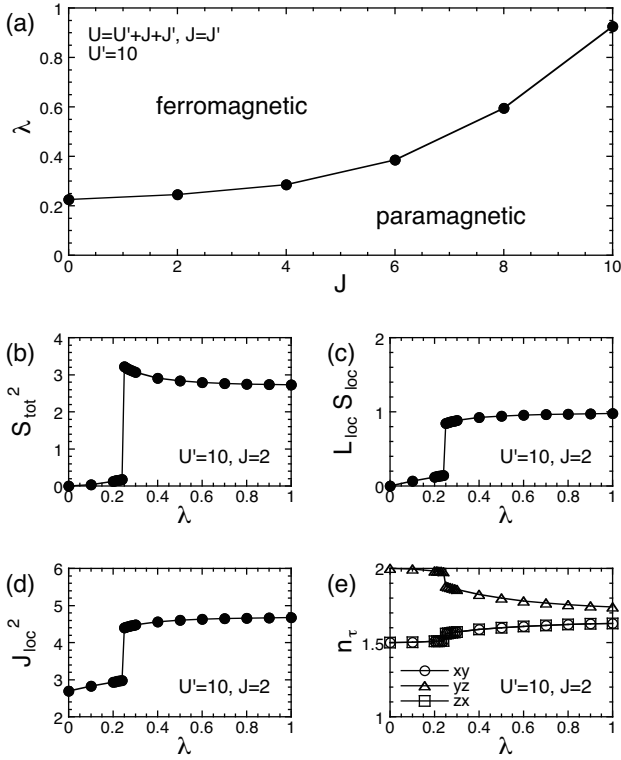 (a)
U=U'+J+J', J=J'
U'=10
ferromagnetic
paramagnetic
λ
1
0.8
0.6
0.4
0.2
0
0 2 4 6 8 10
J
(b)
S_tot^2
4
3
2
1
0
U'=10, J=2
0 0.2 0.4 0.6 0.8 1
λ
(c)
L_loc S_loc
2
1
0
U'=10, J=2
0 0.2 0.4 0.6 0.8 1
λ
(d)
J_loc^2
6
5
4
3
2
U'=10, J=2
0 0.2 0.4 0.6 0.8 1
λ
(e)
n_τ
2
1.5
1
xy
yz
zx
U'=10, J=2
0 0.2 0.4 0.6 0.8 1
λ